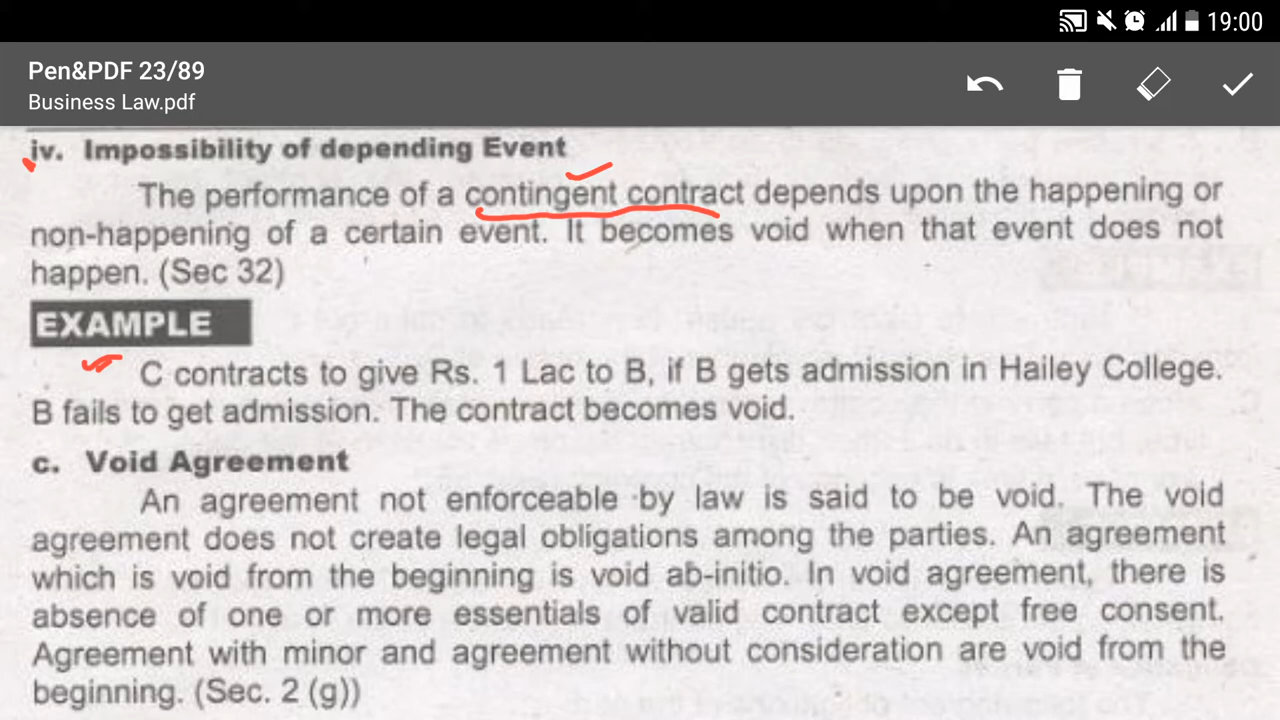 19:00
Pen&PDF 23/89
Business Law.pdf
iv. Impossibility of depending Event
The performance of a contingent contract depends upon the happening or
non-happening of a certain event. It becomes void when that event does not
happen. (Sec 32)
EXAMPLE
C contracts to give Rs. 1 Lac to B, if B gets admission in Hailey College.
B fails to get admission. The contract becomes void.
c. Void Agreement
An agreement not enforceable by law is said to be void. The void
agreement does not create legal obligations among the parties. An agreement
which is void from the beginning is void ab-initio. In void agreement, there is
absence of one or more essentials of valid contract except free consent.
Agreement with minor and agreement without consideration are void from the
beginning. (Sec. 2 (g))